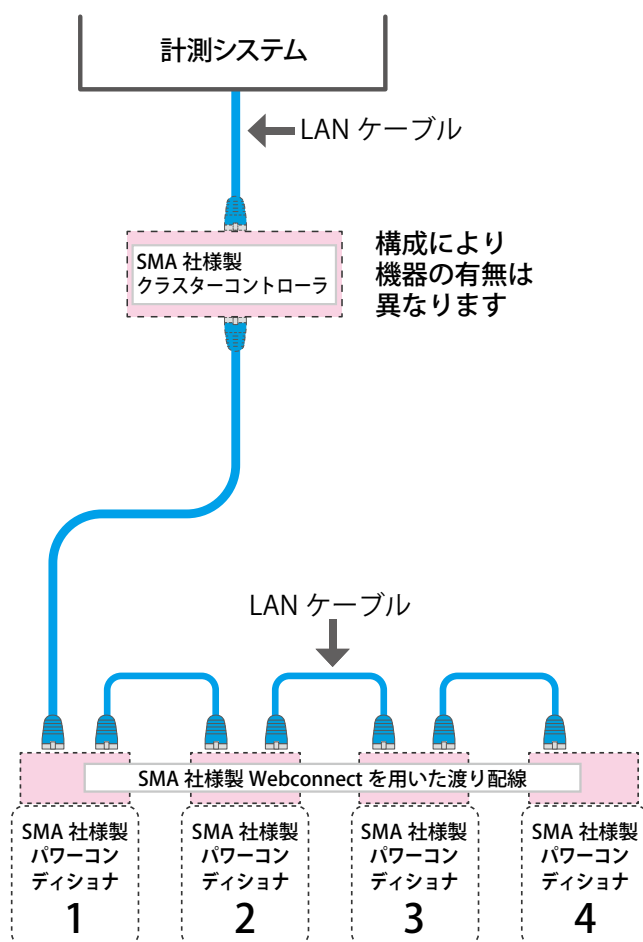 計測システム
LAN ケーブル
SMA 社様製
クラスターコントローラ
構成により
機器の有無は
異なります
LAN ケーブル
SMA 社様製 Webconnect を用いた渡り配線
SMA 社様製
パワーコン
ディショナ
1
SMA 社様製
パワーコン
ディショナ
2
SMA 社様製
パワーコン
ディショナ
3
SMA 社様製
パワーコン
ディショナ
4